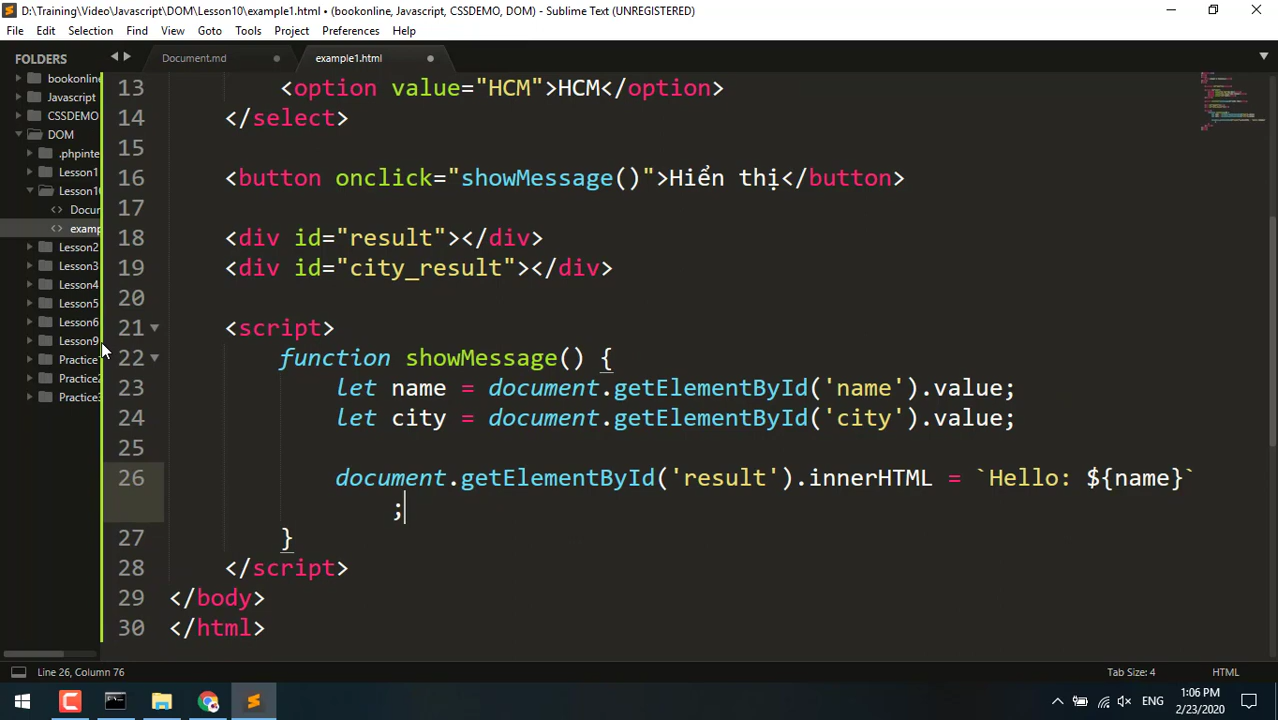 D:\Training\Video\Javascript\DOM\Lesson10\example1.html • (bookonline, Javascript, CSSDEMO, DOM) - Sublime Text (UNREGISTERED)
File Edit Selection Find View Goto Tools Project Preferences Help
FOLDERS
Document.md
example1.html
bookonline
Javascript
CSSDEMO
DOM
.phpinte
Lesson1
Lesson10
Docur
examp
Lesson2
Lesson3
Lesson4
Lesson5
Lesson6
Lesson9
Practice
Practice2
Practice3
13 <option value="HCM">HCM</option>
14 </select>
15
16 <button onclick="showMessage()">Hiển thị</button>
17
18 <div id="result"></div>
19 <div id="city_result"></div>
20
21 <script>
22 function showMessage() {
23 let name = document.getElementById('name').value;
24 let city = document.getElementById('city').value;
25
26 document.getElementById('result').innerHTML = `Hello: ${name}`
;
27 }
28 </script>
29 </body>
30 </html>
Line 26, Column 76
Tab Size: 4
HTML
ENG
1:06 PM
2/23/2020